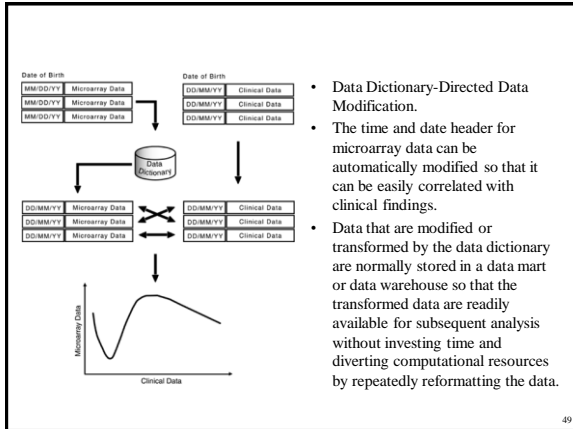 Date of Birth
MM/DD/YY Microarray Data
MM/DD/YY Microarray Data
MM/DD/YY Microarray Data
Date of Birth
DD/MM/YY Clinical Data
DD/MM/YY Clinical Data
DD/MM/YY Clinical Data
Data
Dictionary
DD/MM/YY Microarray Data
DD/MM/YY Microarray Data
DD/MM/YY Microarray Data
DD/MM/YY Clinical Data
DD/MM/YY Clinical Data
DD/MM/YY Clinical Data
Microarray Data
Clinical Data
• Data Dictionary-Directed Data
Modification.
• The time and date header for
microarray data can be
automatically modified so that it
can be easily correlated with
clinical findings.
• Data that are modified or
transformed by the data dictionary
are normally stored in a data mart
or data warehouse so that the
transformed data are readily
available for subsequent analysis
without investing time and
diverting computational resources
by repeatedly reformatting the data.
49